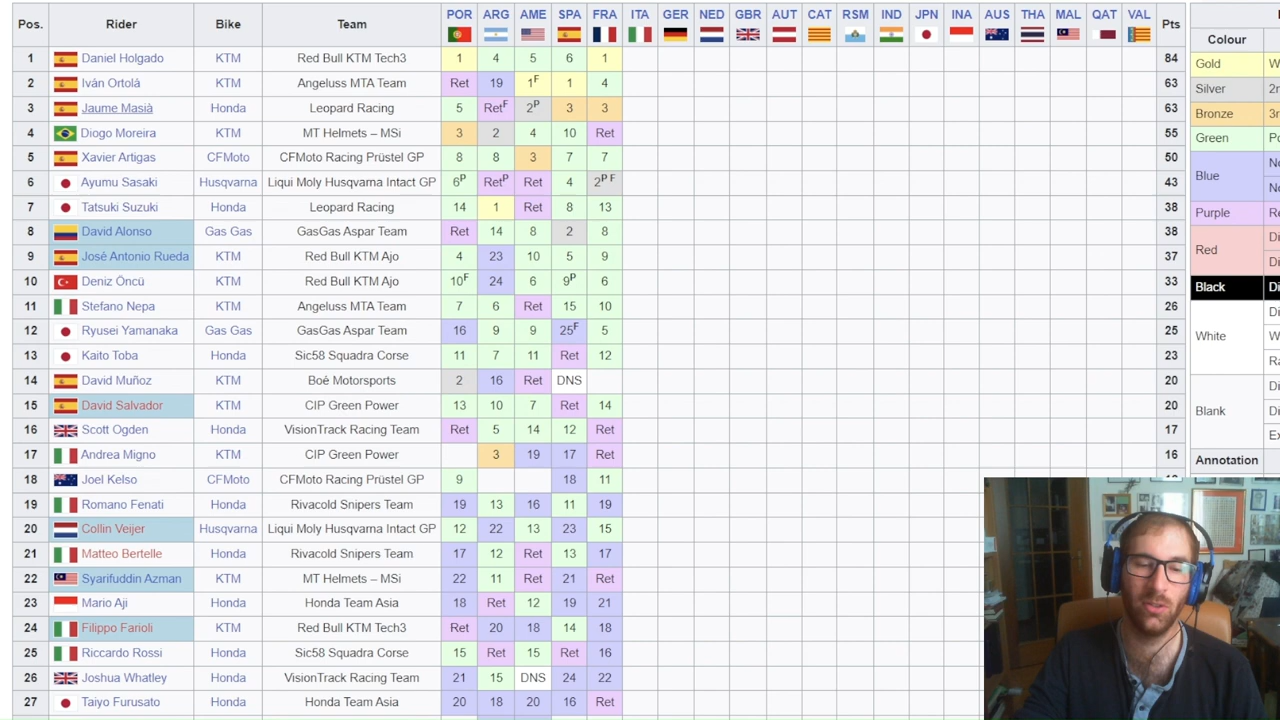 Pos. Rider Bike Team POR ARG AME SPA FRA ITA GER NED GBR AUT CAT RSM IND JPN INA AUS THA MAL QAT VAL Pts
1 Daniel Holgado KTM Red Bull KTM Tech3 1 4 5 6 1 84
2 Iván Ortolà KTM Angeluss MTA Team Ret 19 1F 1 4 63
3 Jaume Masià Honda Leopard Racing 5 RetF 2P 3 3 63
4 Diogo Moreira KTM MT Helmets – MSi 3 2 4 10 Ret 55
5 Xavier Artigas CFMoto CFMoto Racing Prüstel GP 8 8 3 7 7 50
6 Ayumu Sasaki Husqvarna Liqui Moly Husqvarna Intact GP 6P RetP Ret 4 2P F 43
7 Tatsuki Suzuki Honda Leopard Racing 14 1 Ret 8 13 38
8 David Alonso Gas Gas GasGas Aspar Team Ret 14 8 2 8 38
9 José Antonio Rueda KTM Red Bull KTM Ajo 4 23 10 5 9 37
10 Deniz Öncü KTM Red Bull KTM Ajo 10F 24 6 9P 6 33
11 Stefano Nepa KTM Angeluss MTA Team 7 6 Ret 15 10 26
12 Ryusei Yamanaka Gas Gas GasGas Aspar Team 16 9 9 25F 5 25
13 Kaito Toba Honda Sic58 Squadra Corse 11 7 11 Ret 12 23
14 David Muñoz KTM Boé Motorsports 2 16 Ret DNS 20
15 David Salvador KTM CIP Green Power 13 10 7 Ret 14 20
16 Scott Ogden Honda VisionTrack Racing Team Ret 5 14 12 Ret 17
17 Andrea Migno KTM CIP Green Power 3 19 17 Ret 16
18 Joel Kelso CFMoto CFMoto Racing Prüstel GP 9 18 11
19 Romano Fenati Honda Rivacold Snipers Team 19 13 16 11 19
20 Collin Veijer Husqvarna Liqui Moly Husqvarna Intact GP 12 22 13 23 15
21 Matteo Bertelle Honda Rivacold Snipers Team 17 12 Ret 13 17
22 Syarifuddin Azman KTM MT Helmets – MSi 22 11 Ret 21 Ret
23 Mario Aji Honda Honda Team Asia 18 Ret 12 19 21
24 Filippo Farioli KTM Red Bull KTM Tech3 Ret 20 18 14 18
25 Riccardo Rossi Honda Sic58 Squadra Corse 15 Ret 15 Ret 16
26 Joshua Whatley Honda VisionTrack Racing Team 21 15 DNS 24 22
27 Taiyo Furusato Honda Honda Team Asia 20 18 20 16 Ret
Colour
Gold W
Silver 2n
Bronze 3r
Green Po
Blue No
No
Purple Re
Red Di
Di
Black Di
White Di
W
Ra
Blank Di
Di
Ex
Annotation